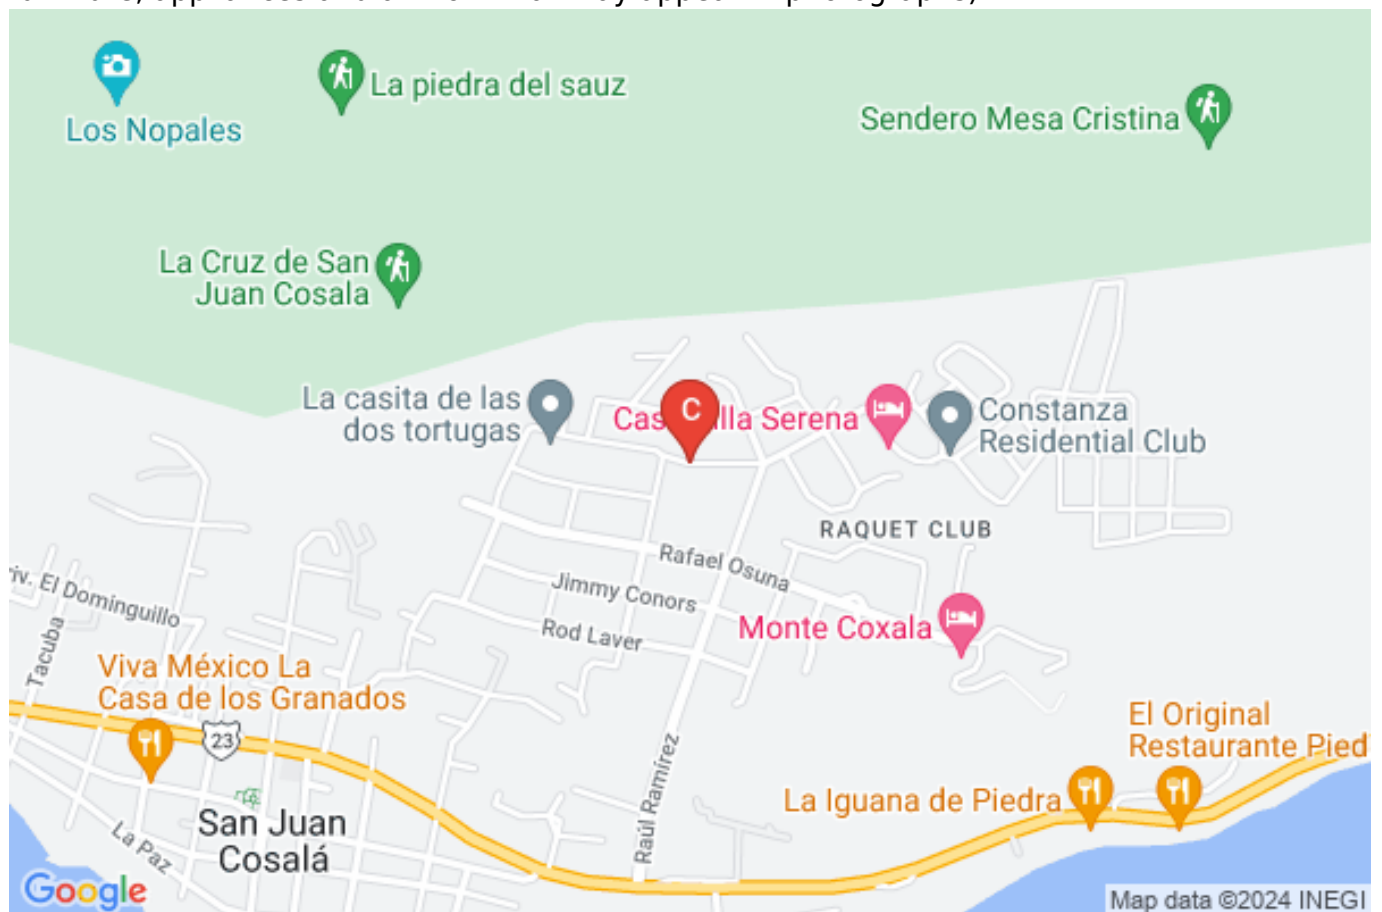 La piedra del sauz
Los Nopales
Sendero Mesa Cristina
La Cruz de San
Juan Cosala
La casita de las
dos tortugas
C
Serena
Constanza
Residential Club
RAQUET CLUB
Rafael Osuna
Jimmy Conors
Rod Laver
Monte Coxala
El Dominguillo
Tacuba
Viva México La
Casa de los Granados
23
El Original
Restaurante Pied
La Iguana de Piedra
Raúl Ramírez
San Juan
Cosalá
La Paz
Google
Map data ©2024 INEGI